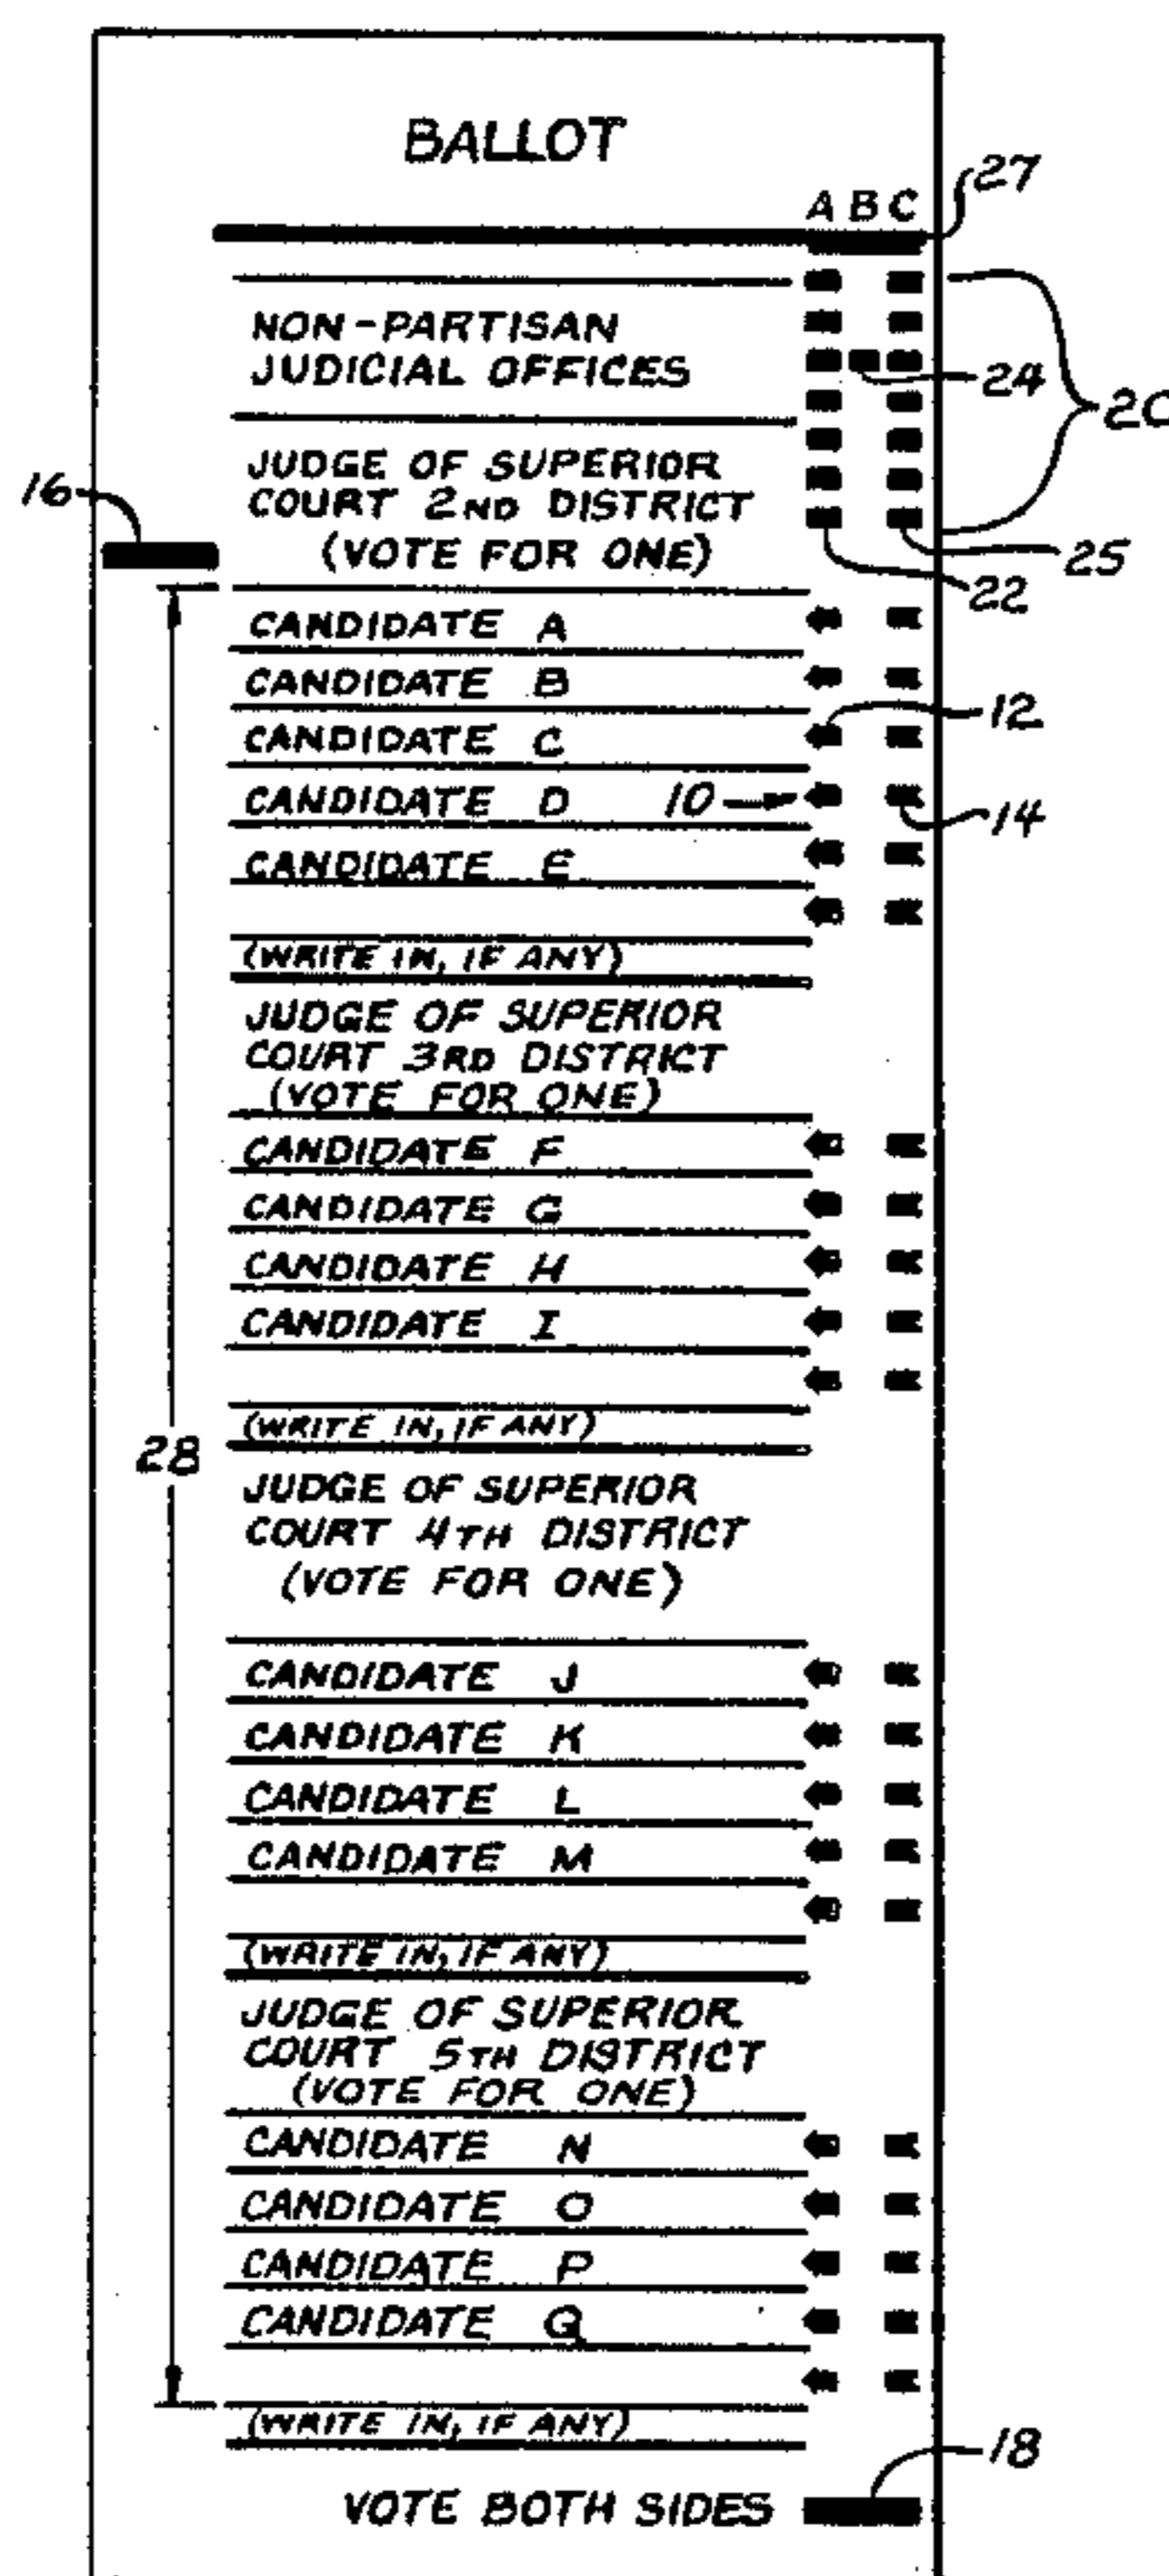 BALLOT
A B C
27
NON-PARTISAN
JUDICIAL OFFICES
24
20
JUDGE OF SUPERIOR
COURT 2ND DISTRICT
(VOTE FOR ONE)
16
25
22
CANDIDATE A
CANDIDATE B
CANDIDATE C
12
CANDIDATE D
10
14
CANDIDATE E
(WRITE IN, IF ANY)
JUDGE OF SUPERIOR
COURT 3RD DISTRICT
(VOTE FOR ONE)
CANDIDATE F
CANDIDATE G
CANDIDATE H
CANDIDATE I
(WRITE IN, IF ANY)
28
JUDGE OF SUPERIOR
COURT 4TH DISTRICT
(VOTE FOR ONE)
CANDIDATE J
CANDIDATE K
CANDIDATE L
CANDIDATE M
(WRITE IN, IF ANY)
JUDGE OF SUPERIOR
COURT 5TH DISTRICT
(VOTE FOR ONE)
CANDIDATE N
CANDIDATE O
CANDIDATE P
CANDIDATE Q
(WRITE IN, IF ANY)
18
VOTE BOTH SIDES